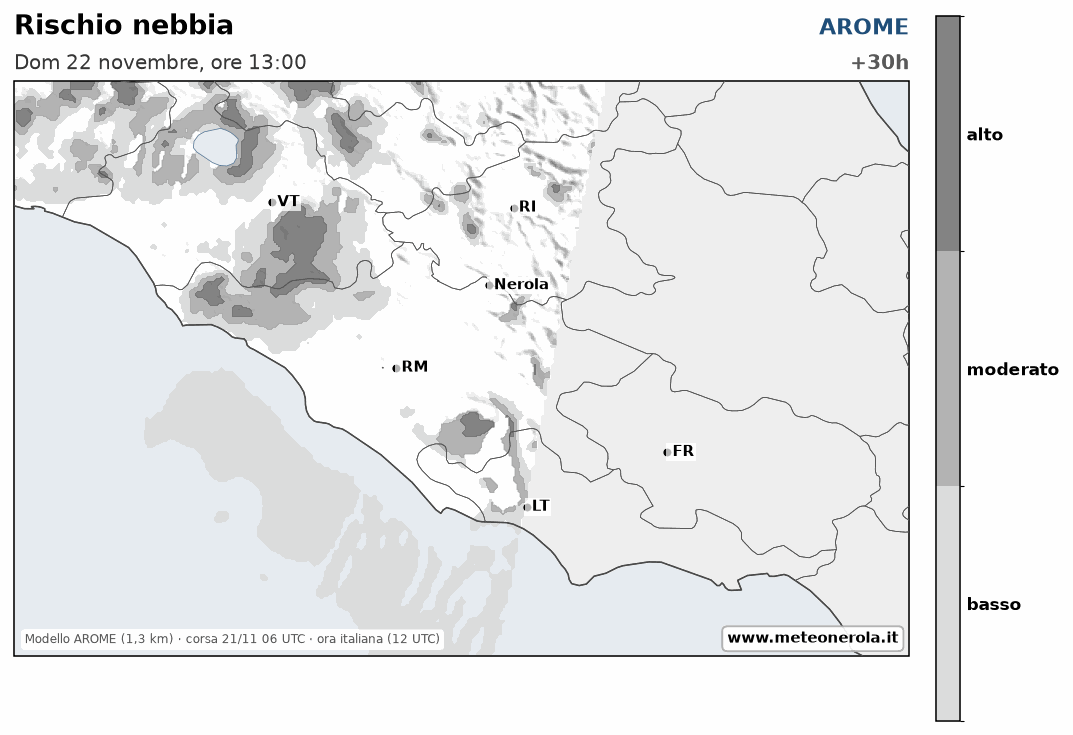 Rischio nebbia
AROME
Dom 22 novembre, ore 13:00
+30h
alto
VT
RI
Nerola
RM
moderato
FR
LT
basso
Modello AROME (1,3 km) · corsa 21/11 06 UTC · ora italiana (12 UTC)
www.meteonerola.it